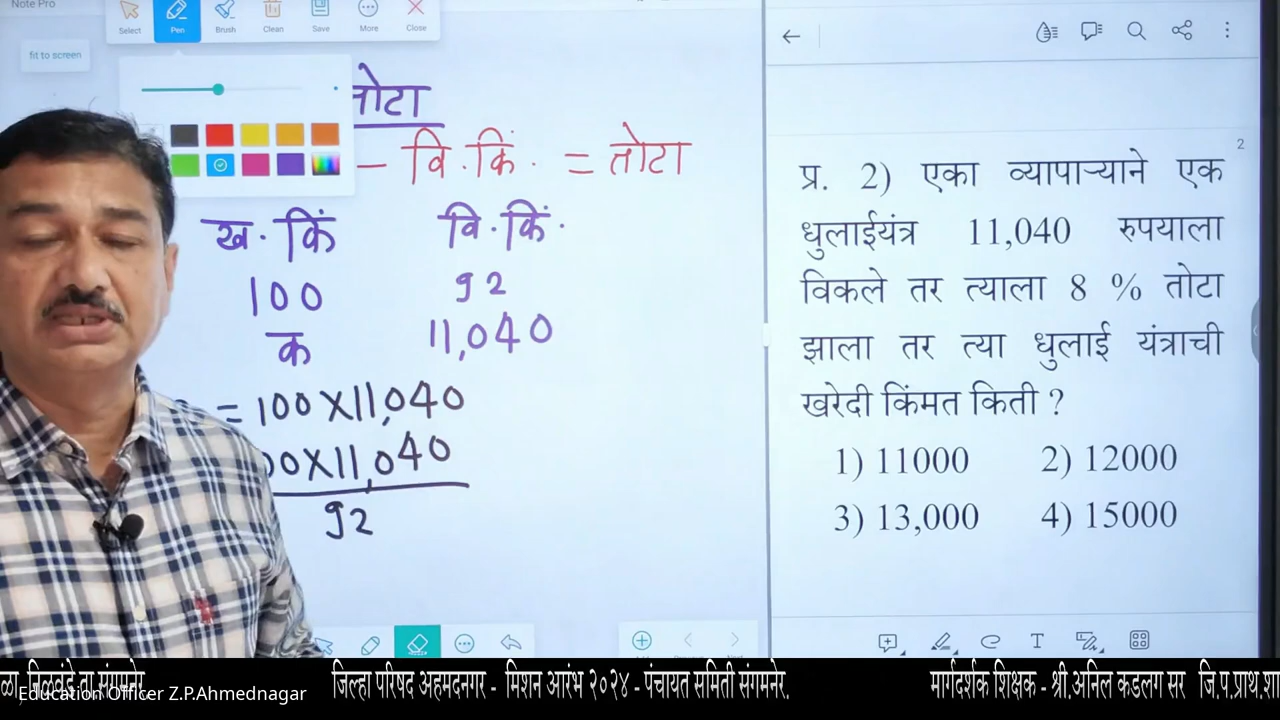 Note Pro
Select Pen Brush Clean Save More Close
fit to screen
तोटा
– वि.किं. = तोटा
ख.किं वि.किं.
100 92
क 11,040
= 100 X 11,040
00 X 11,040
92
2
प्र. 2) एका व्यापाऱ्याने एक
धुलाईयंत्र 11,040 रुपयाला
विकले तर त्याला 8 % तोटा
झाला तर त्या धुलाई यंत्राची
खरेदी किंमत किती ?
1) 11000 2) 12000
3) 13,000 4) 15000
T
ळा, निळवंडे ता संगमनेर. जिल्हा परिषद अहमदनगर - मिशन आरंभ २०२४ - पंचायत समिती संगमनेर. मार्गदर्शक शिक्षक - श्री.अनिल कडलग सर जि.प.प्राथ.शा
Education Officer Z.P.Ahmednagar